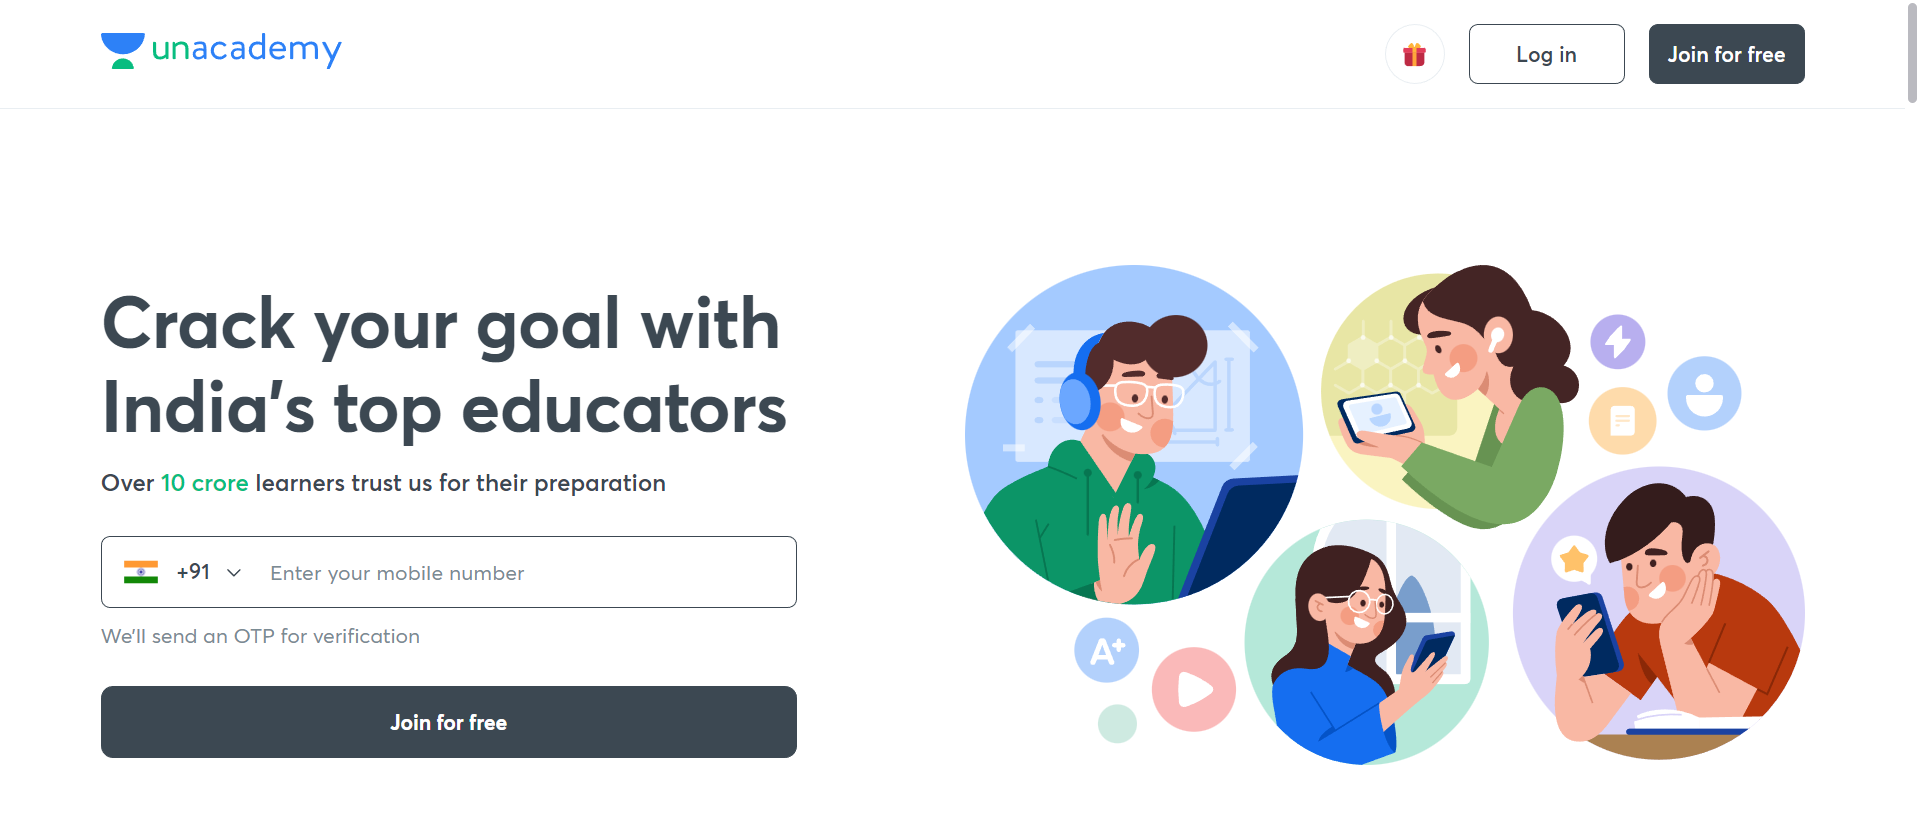 unacademy
Log in
Join for free
Crack your goal with
India's top educators
Over 10 crore learners trust us for their preparation
+91 Enter your mobile number
We'll send an OTP for verification
Join for free
A+